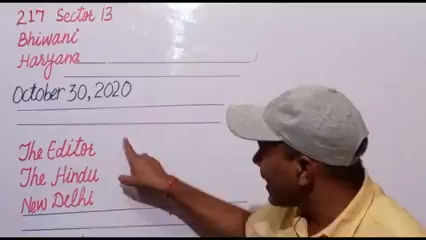 217 Sector 13
Bhiwani
Haryana
October 30, 2020
The Editor
The Hindu
New Delhi